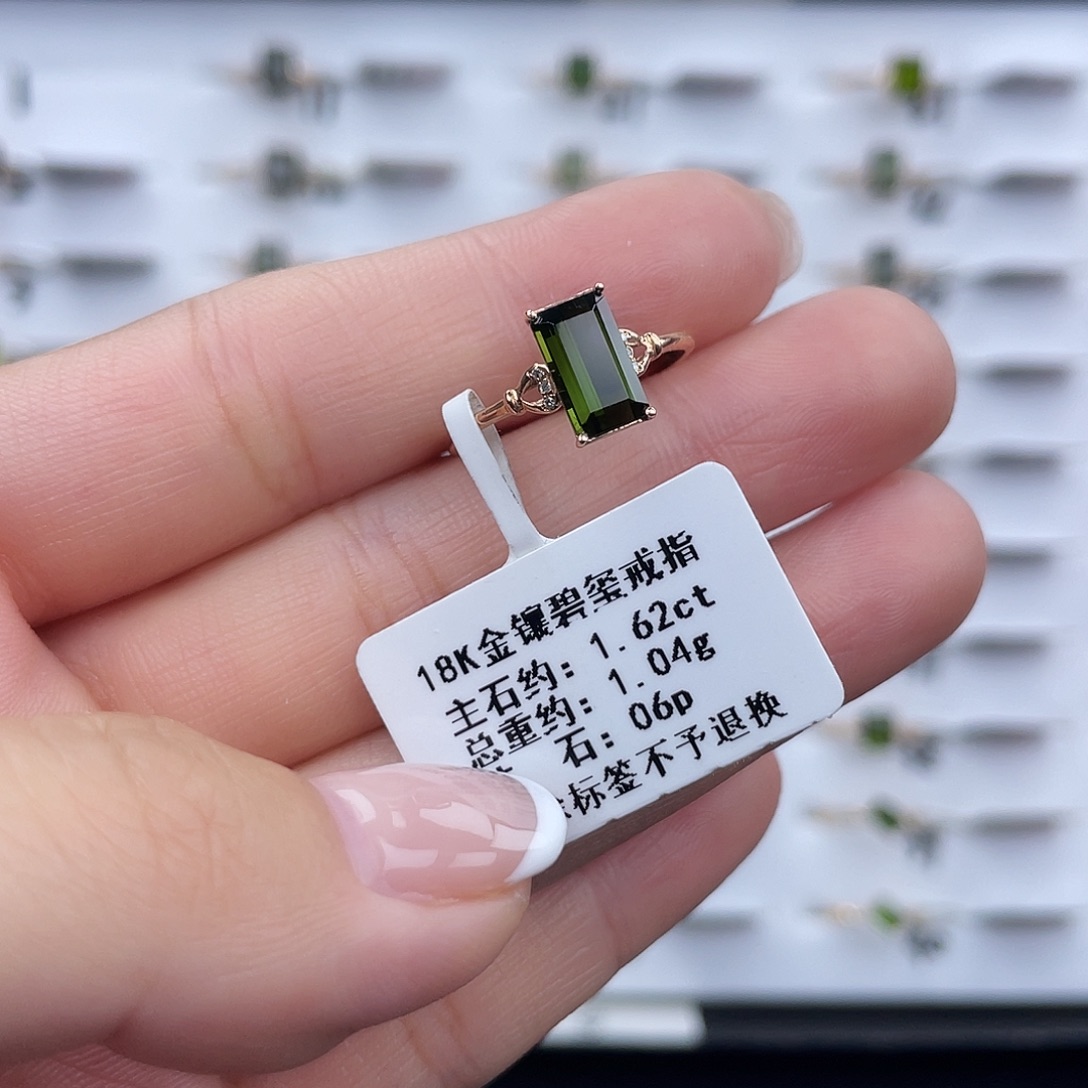 18K金镶碧玺戒指
主石约: 1.62ct
总重约: 1.04g
石: 06p
标签不予退换